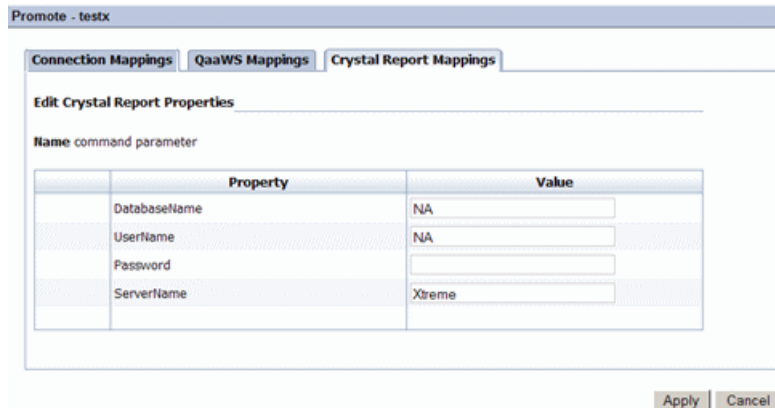 Promote - testx
Connection Mappings QaaWS Mappings Crystal Report Mappings
Edit Crystal Report Properties
Name command parameter
Property Value
DatabaseName NA
UserName NA
Password
ServerName Xtreme
Apply Cancel